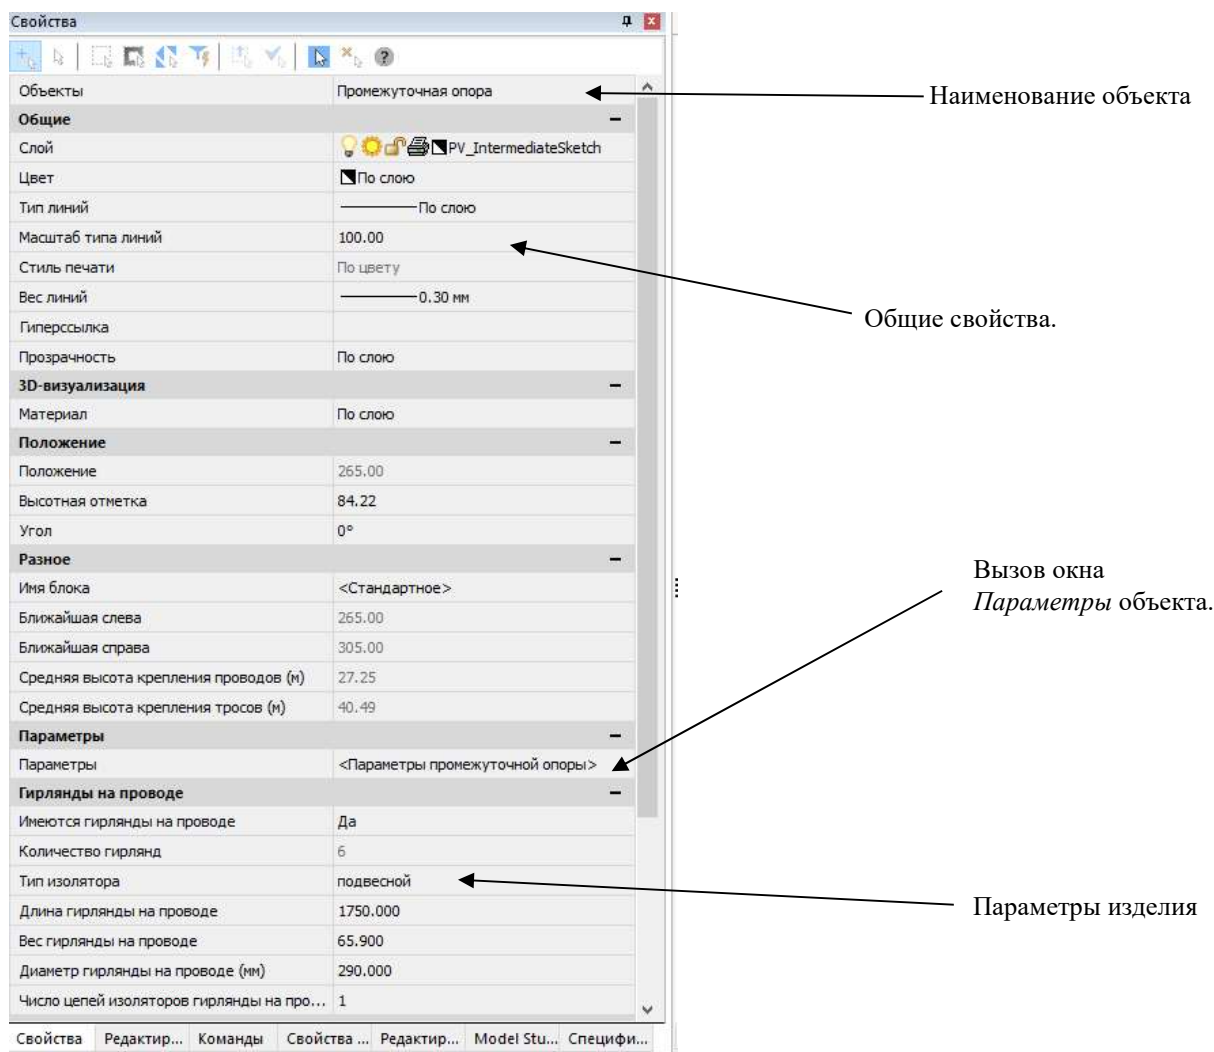 Свойства
Объекты Промежуточная опора
Наименование объекта
Общие
Слой PV_IntermediateSketch
Цвет По слою
Тип линий По слою
Масштаб типа линий 100.00
Стиль печати По цвету
Вес линий 0.30 мм
Общие свойства.
Гиперссылка
Прозрачность По слою
3D-визуализация
Материал По слою
Положение
Положение 265.00
Высотная отметка 84.22
Угол 0°
Разное
Вызов окна
Параметры объекта.
Имя блока <Стандартное>
Ближайшая слева 265.00
Ближайшая справа 305.00
Средняя высота крепления проводов (м) 27.25
Средняя высота крепления тросов (м) 40.49
Параметры
Параметры <Параметры промежуточной опоры>
Гирлянды на проводе
Имеются гирлянды на проводе Да
Количество гирлянд 6
Тип изолятора подвесной
Параметры изделия
Длина гирлянды на проводе 1750.000
Вес гирлянды на проводе 65.900
Диаметр гирлянды на проводе (мм) 290.000
Число цепей изоляторов гирлянды на про... 1
Свойства Редактир... Команды Свойства ... Редактир... Model Stu... Специфи...